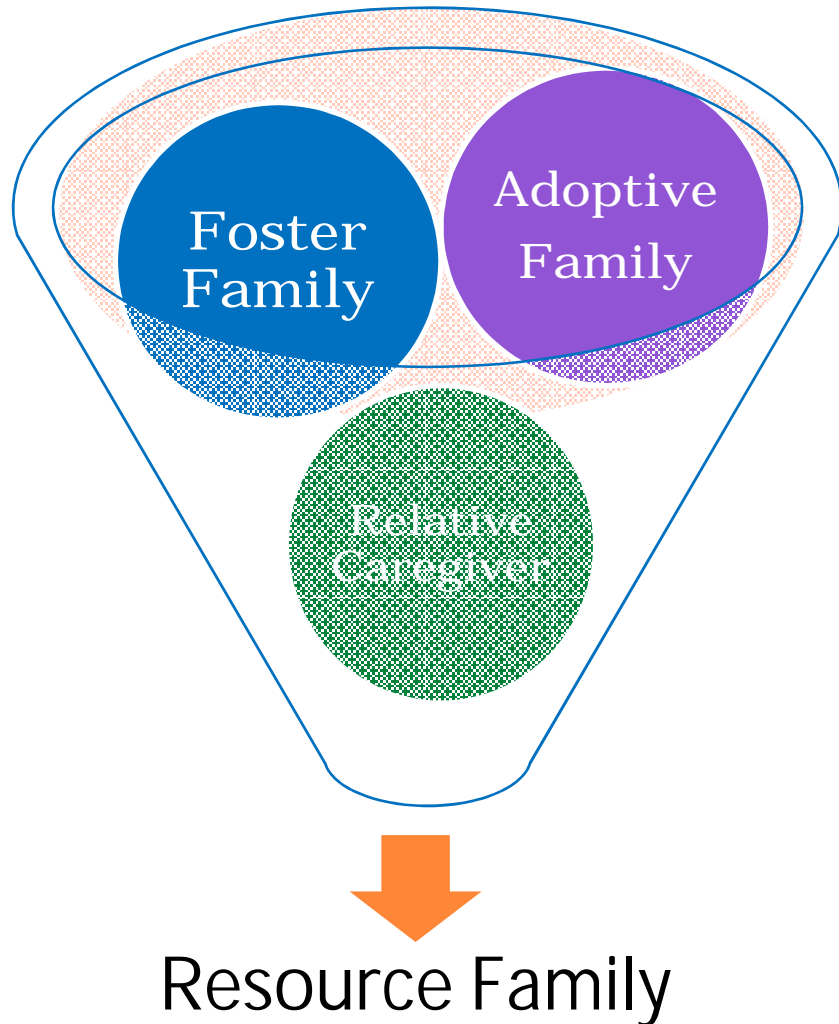 Foster
Family
Adoptive
Family
Relative
Caregiver
Resource Family